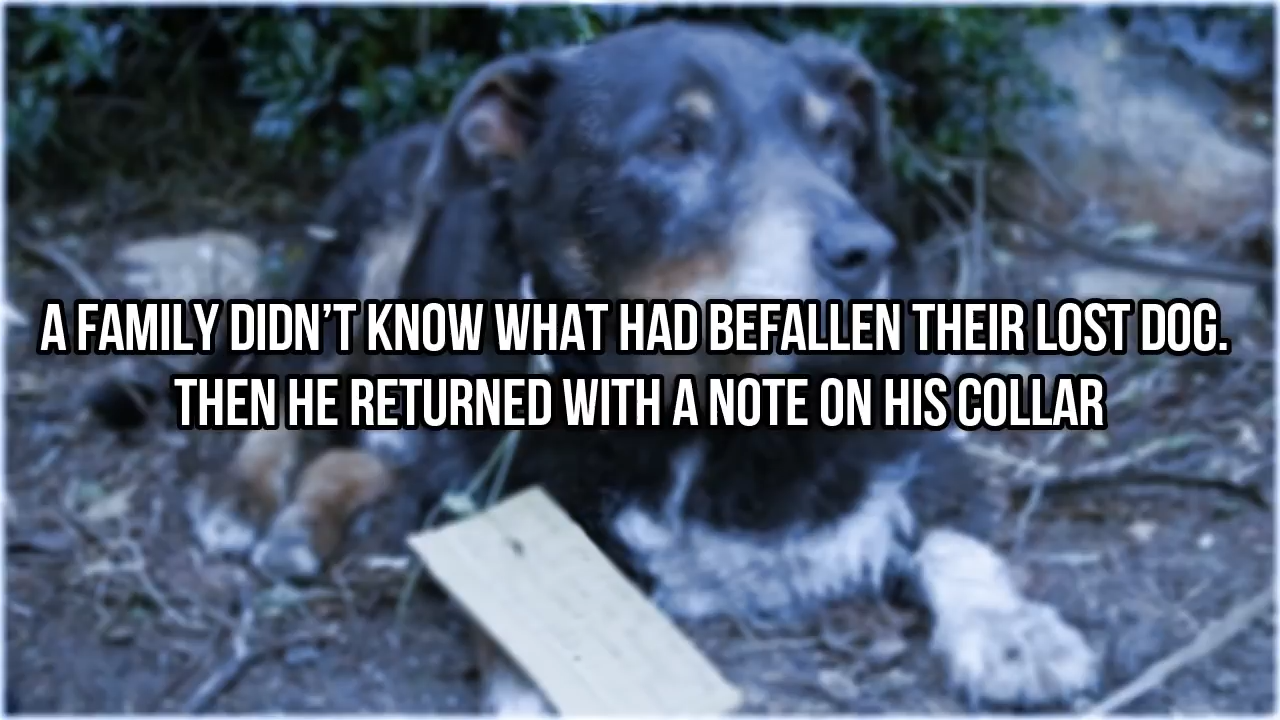 A FAMILY DIDN’T KNOW WHAT HAD BEFALLEN THEIR LOST DOG.
THEN HE RETURNED WITH A NOTE ON HIS COLLAR